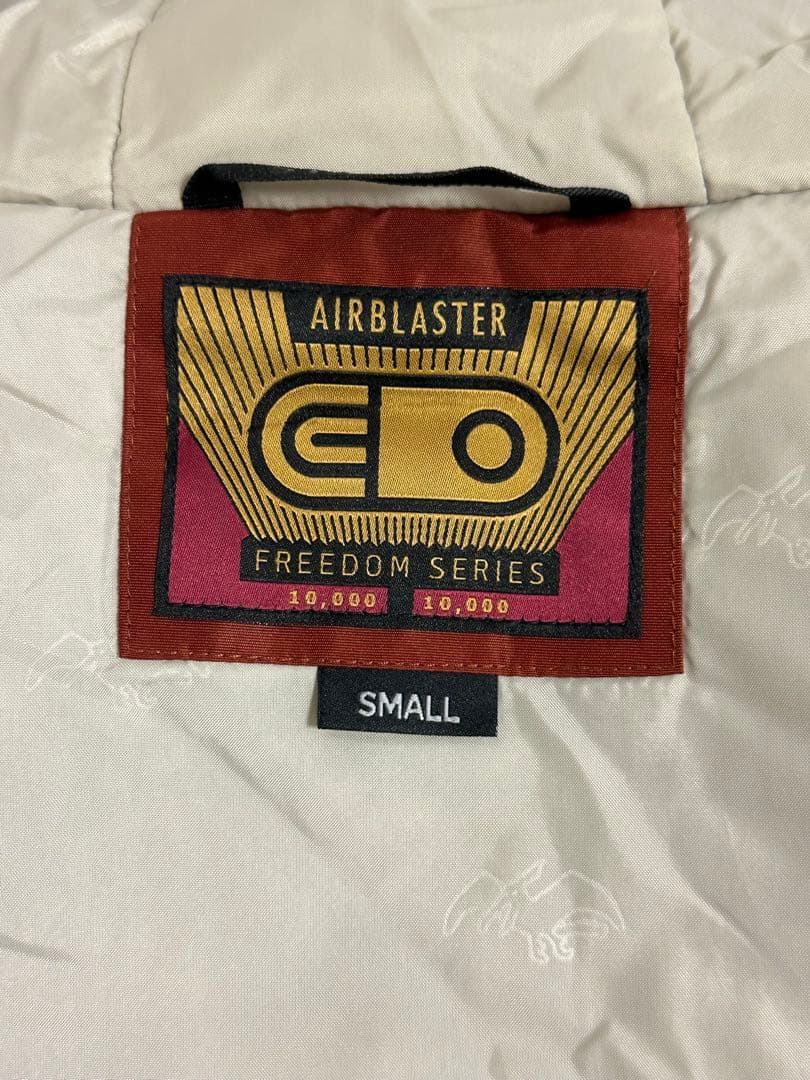 AIRBLASTER
FREEDOM SERIES
10,000 10,000
SMALL